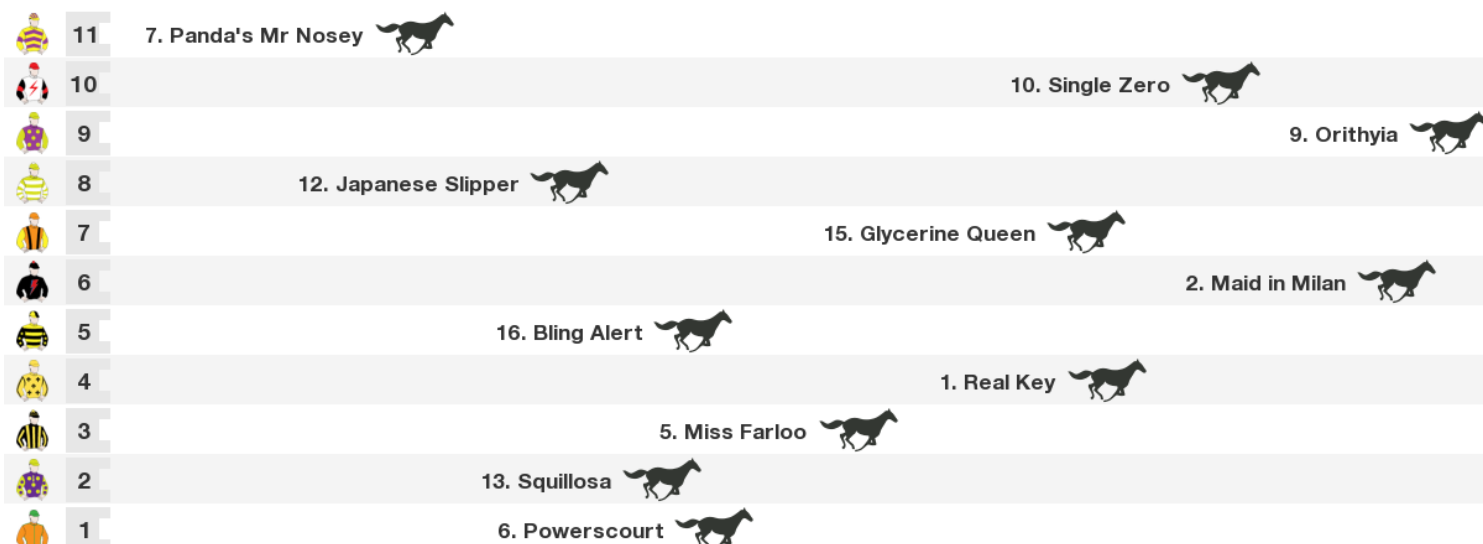 11 7. Panda's Mr Nosey
10 10. Single Zero
9 9. Orithyia
8 12. Japanese Slipper
7 15. Glycerine Queen
6 2. Maid in Milan
5 16. Bling Alert
4 1. Real Key
3 5. Miss Farloo
2 13. Squillosa
1 6. Powerscourt